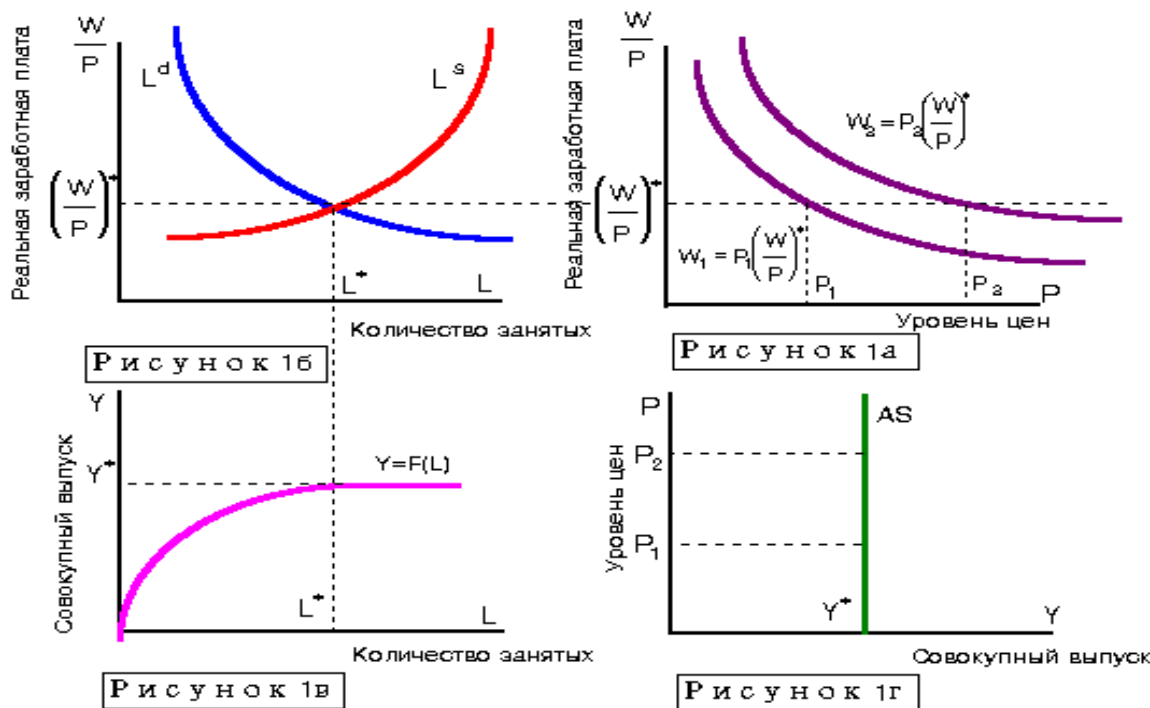 W
P
Реальная заработная плата
L^d
L^s
(W/P)*
L*
L
Количество занятых
Рисунок 1б
W
P
Реальная заработная плата
W₂ = P₂(W/P)*
(W/P)*
W₁ = P₁(W/P)*
P₁
P₂
P
Уровень цен
Рисунок 1а
Y
Совокупный выпуск
Y*
Y=F(L)
L*
L
Количество занятых
Рисунок 1в
P
AS
P₂
Уровень цен
P₁
Y*
Y
Совокупный выпуск
Рисунок 1г